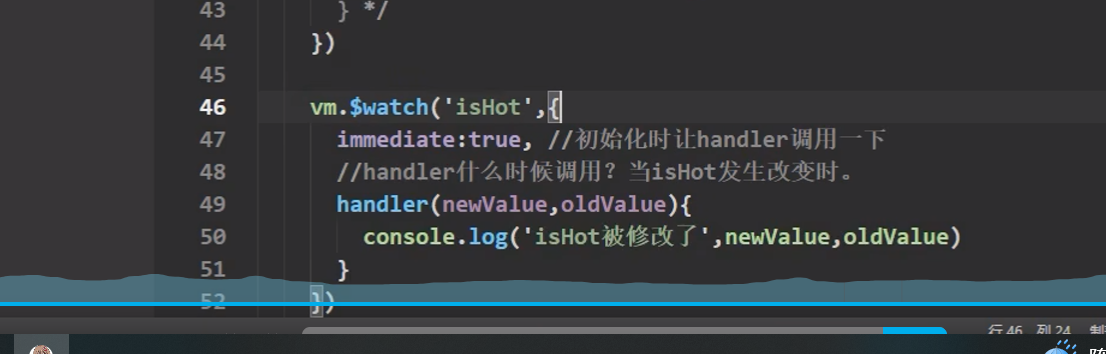 43 } */
44 })
45
46 vm.$watch('isHot',{
47 immediate:true, //初始化时让handler调用一下
48 //handler什么时候调用？当isHot发生改变时。
49 handler(newValue,oldValue){
50 console.log('isHot被修改了',newValue,oldValue)
51 }
52 })
行 46 列 24